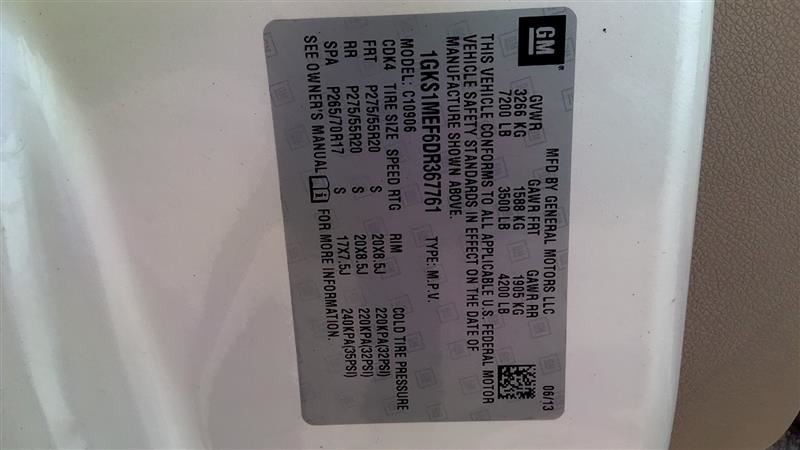 GM
MFD BY GENERAL MOTORS LLC 06/13
GVWR GAWR FRT GAWR RR
3266 KG 1588 KG 1905 KG
7200 LB 3500 LB 4200 LB
THIS VEHICLE CONFORMS TO ALL APPLICABLE U.S. FEDERAL MOTOR
VEHICLE SAFETY STANDARDS IN EFFECT ON THE DATE OF
MANUFACTURE SHOWN ABOVE.
1GKS1MEF6DR367761 TYPE: M.P.V.
MODEL: C10906
CDK4 TIRE SIZE SPEED RTG RIM COLD TIRE PRESSURE
FRT P275/55R20 S 20X8.5J 220KPA(32PSI)
RR P275/55R20 S 20X8.5J 220KPA(32PSI)
SPA P265/70R17 S 17X7.5J 240KPA(35PSI)
SEE OWNER'S MANUAL FOR MORE INFORMATION.